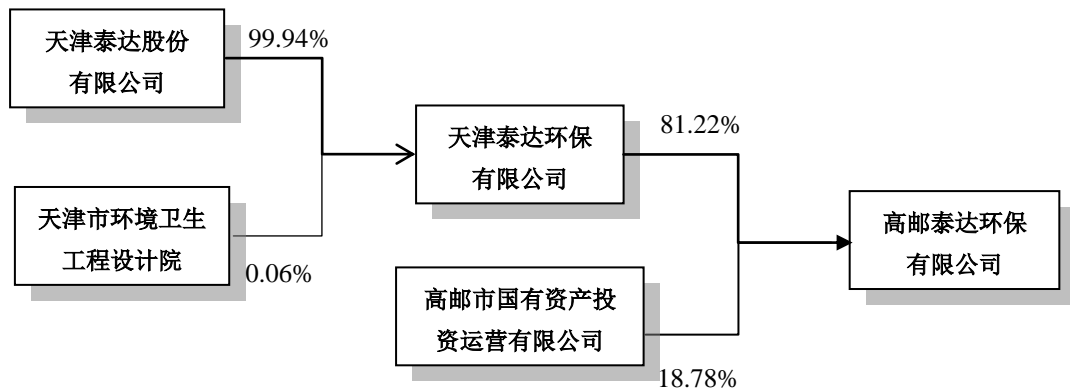 天津泰达股份
有限公司
99.94%
天津市环境卫生
工程设计院
0.06%
天津泰达环保
有限公司
81.22%
高邮市国有资产投
资运营有限公司
18.78%
高邮泰达环保
有限公司